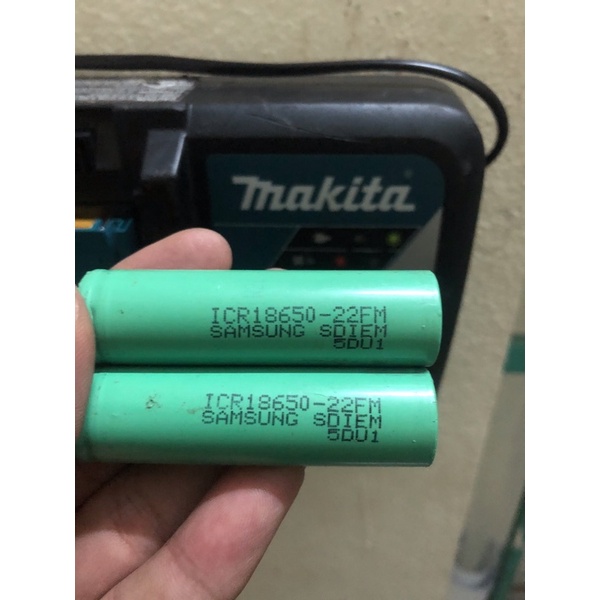 makita
ICR18650-22FM
SAMSUNG SDIEM
5DU1
ICR18650-22FM
SAMSUNG SDIEM
5DU1